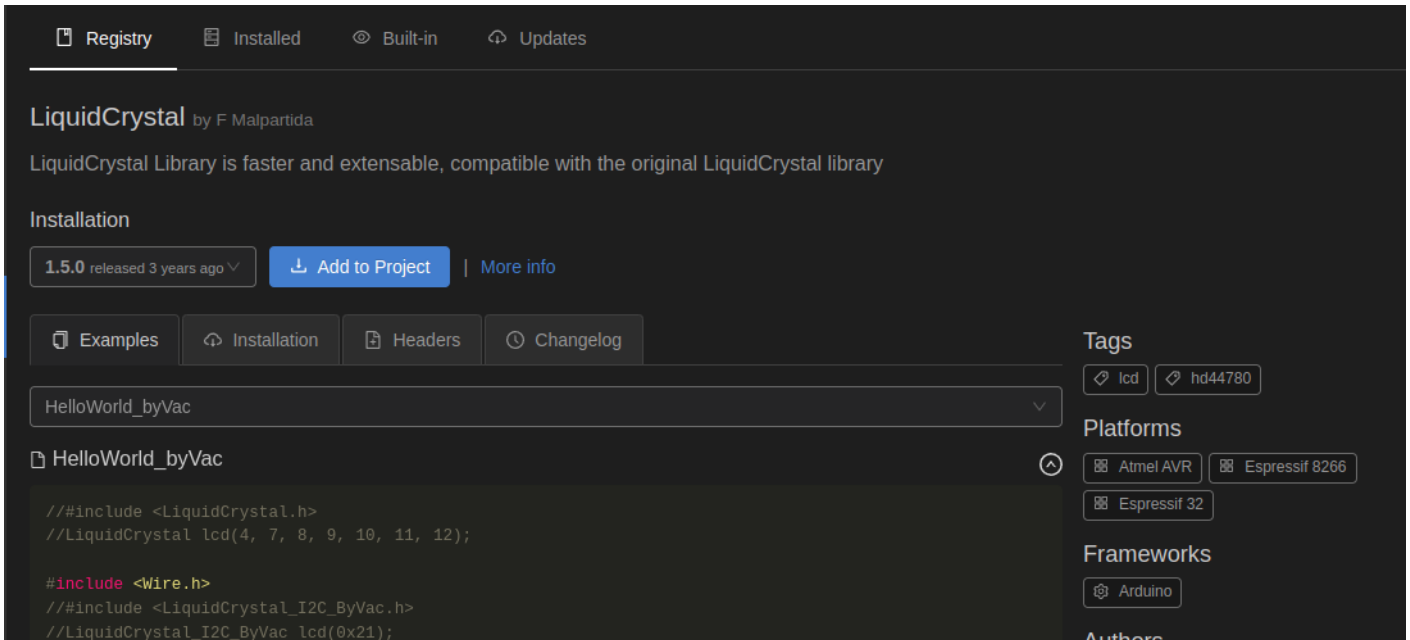 Registry Installed Built-in Updates
LiquidCrystal by F Malpartida
LiquidCrystal Library is faster and extensable, compatible with the original LiquidCrystal library
Installation
1.5.0 released 3 years ago Add to Project | More info
Examples Installation Headers Changelog
HelloWorld_byVac
HelloWorld_byVac
//#include <LiquidCrystal.h>
//LiquidCrystal lcd(4, 7, 8, 9, 10, 11, 12);
#include <Wire.h>
//#include <LiquidCrystal_I2C_ByVac.h>
//LiquidCrystal_I2C_ByVac lcd(0x21);
Tags
lcd hd44780
Platforms
Atmel AVR Espressif 8266
Espressif 32
Frameworks
Arduino
Authors